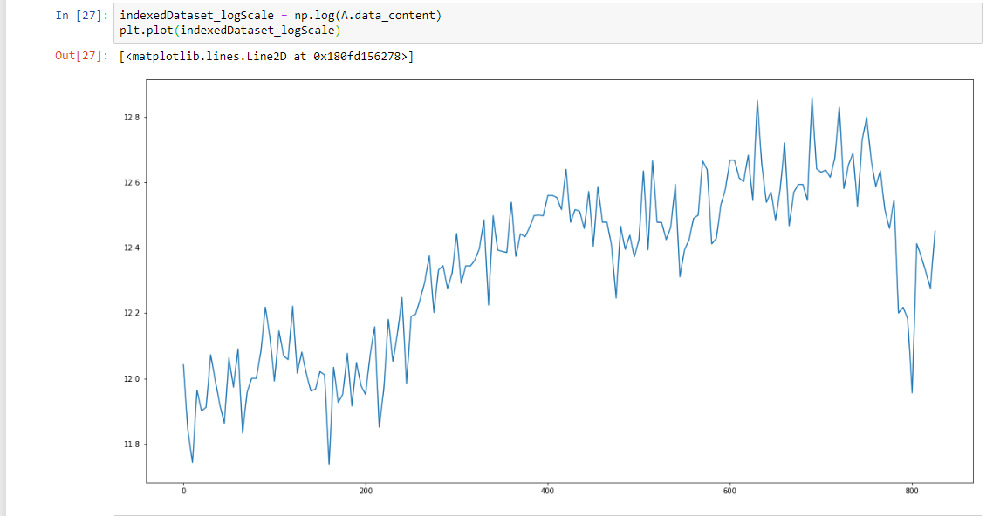 In [27]: indexedDataset_logScale = np.log(A.data_content)
plt.plot(indexedDataset_logScale)
Out[27]: [<matplotlib.lines.Line2D at 0x180fd156278>]
12.8
12.6
12.4
12.2
12.0
11.8
0 200 400 600 800